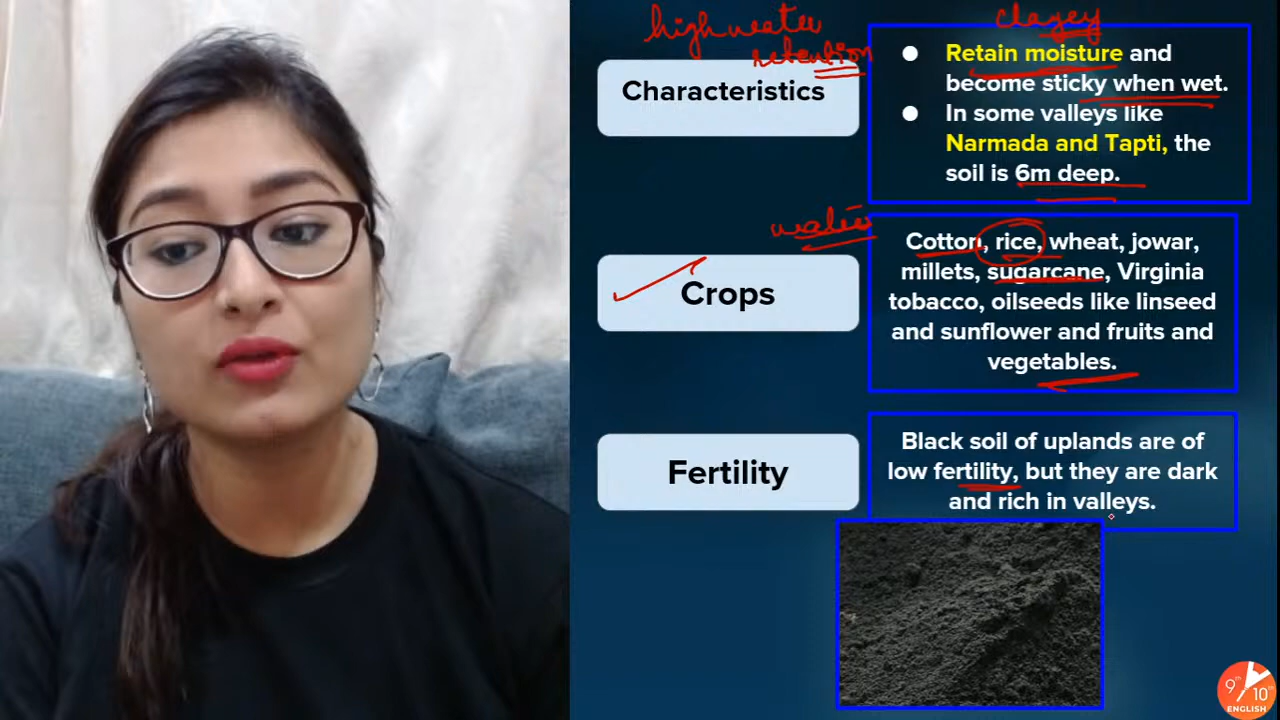 high water
retention
clayey
Characteristics
● Retain moisture and
become sticky when wet.
● In some valleys like
Narmada and Tapti, the
soil is 6m deep.
water
Crops
Cotton, rice, wheat, jowar,
millets, sugarcane, Virginia
tobacco, oilseeds like linseed
and sunflower and fruits and
vegetables.
Fertility
Black soil of uplands are of
low fertility, but they are dark
and rich in valleys.
9th
10th
ENGLISH